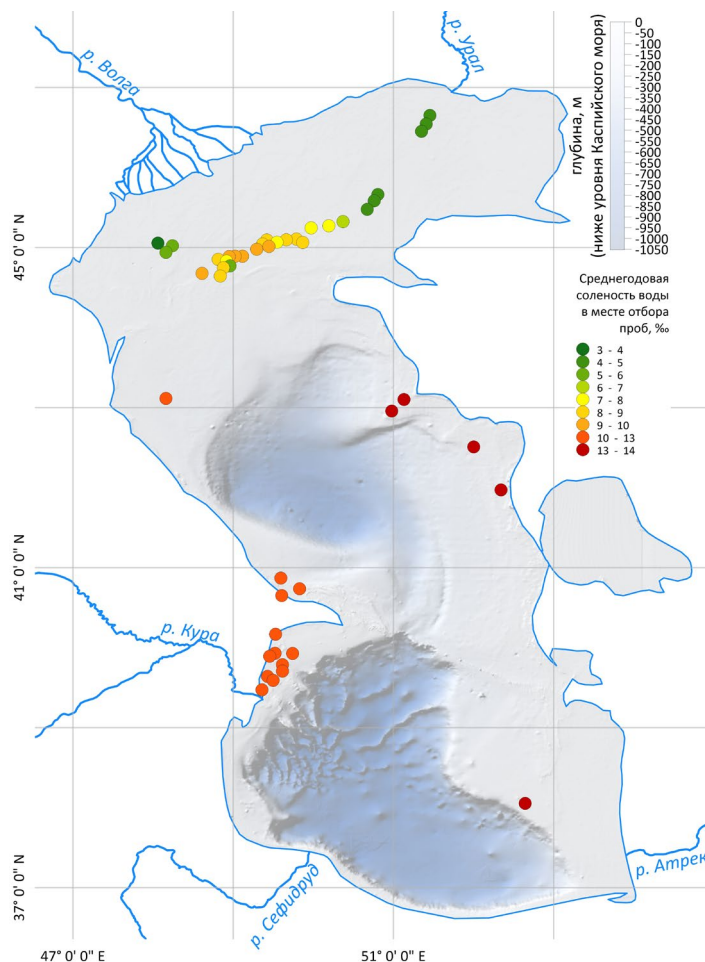 р. Волга
р. Урал
глубина, м
(ниже уровня Каспийского моря)
0
-50
-100
-150
-200
-250
-300
-350
-400
-450
-500
-550
-600
-650
-700
-750
-800
-850
-900
-950
-1000
-1050
Среднегодовая
соленость воды
в месте отбора
проб, ‰
3 - 4
4 - 5
5 - 6
6 - 7
7 - 8
8 - 9
9 - 10
10 - 13
13 - 14
45° 0' 0'' N
41° 0' 0'' N
р. Кура
р. Сефидруд
р. Атрек
37° 0' 0'' N
47° 0' 0'' E
51° 0' 0'' E